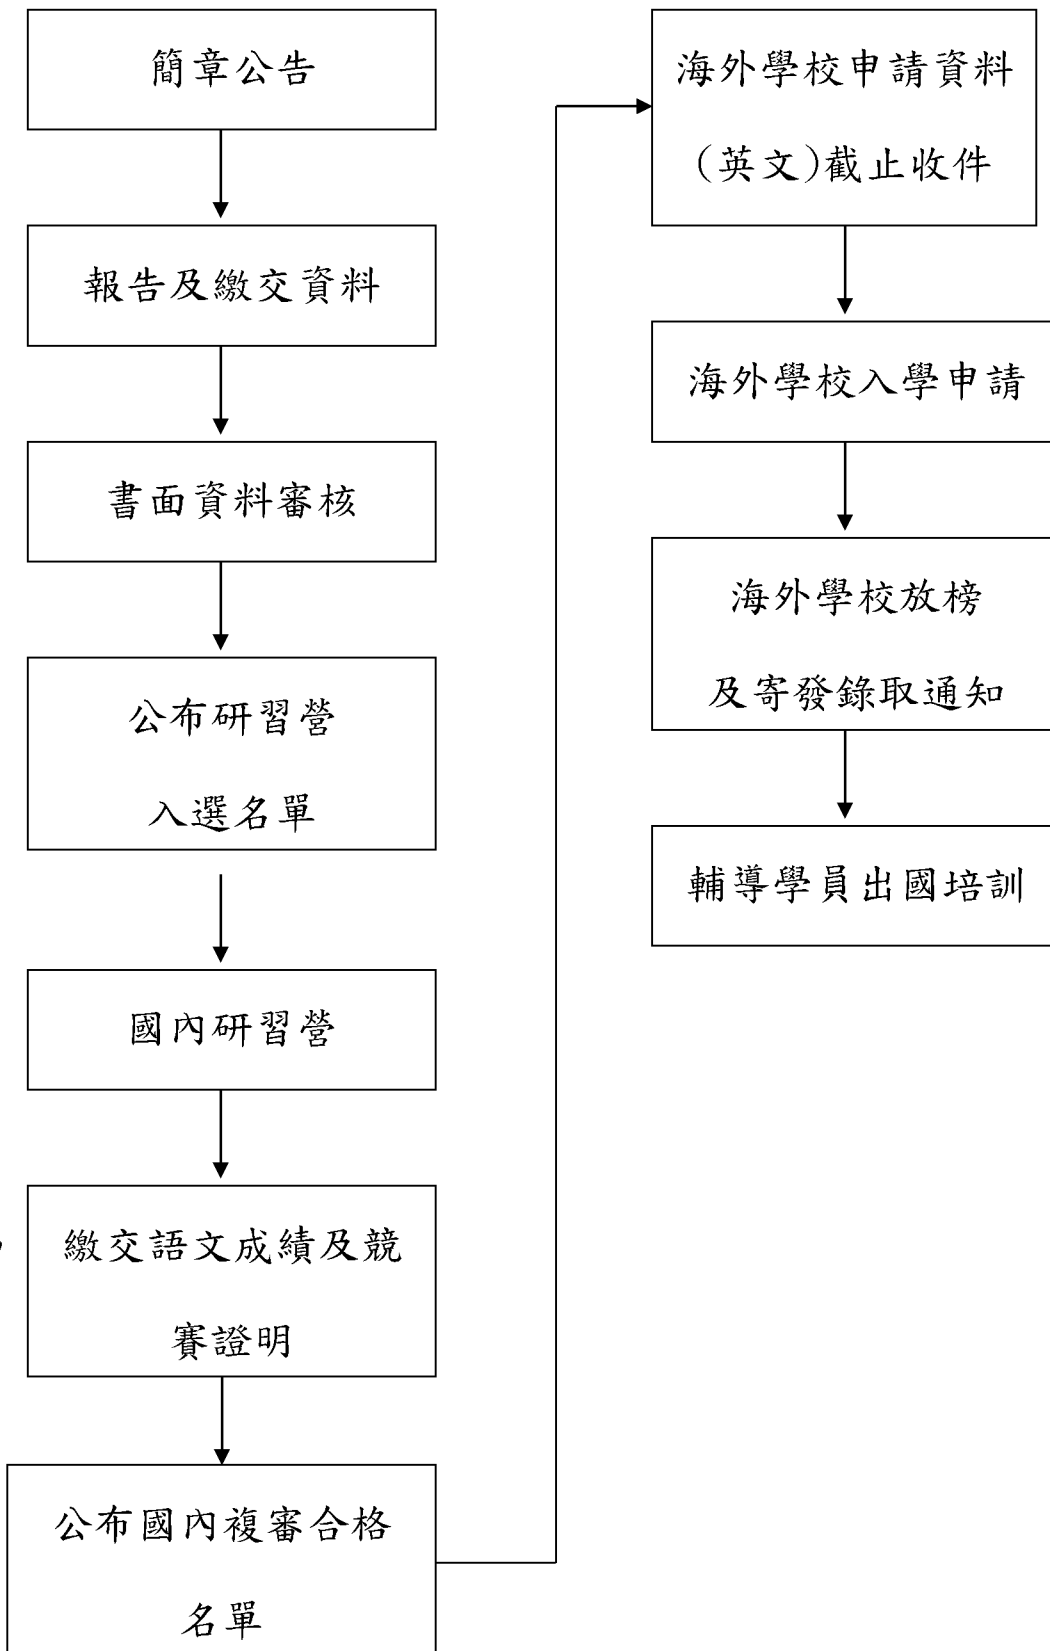 簡章公告
報告及繳交資料
書面資料審核
公布研習營
入選名單
國內研習營
繳交語文成績及競
賽證明
公布國內複審合格
名單
海外學校申請資料
(英文)截止收件
海外學校入學申請
海外學校放榜
及寄發錄取通知
輔導學員出國培訓